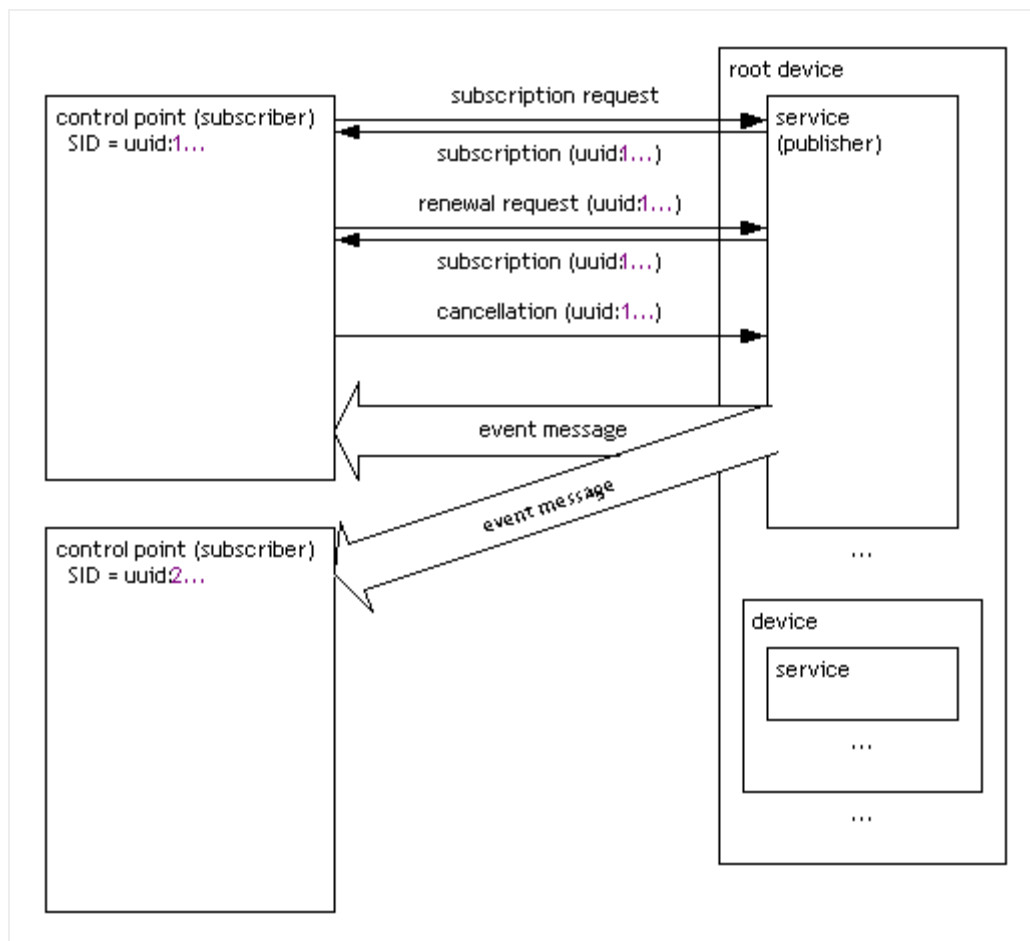 root device
subscription request
control point (subscriber)
SID = uuid:1...
service
(publisher)
subscription (uuid:1...)
renewal request (uuid:1...)
subscription (uuid:1...)
cancellation (uuid:1...)
event message
event message
control point (subscriber)
SID = uuid:2...
...
device
service
...
...